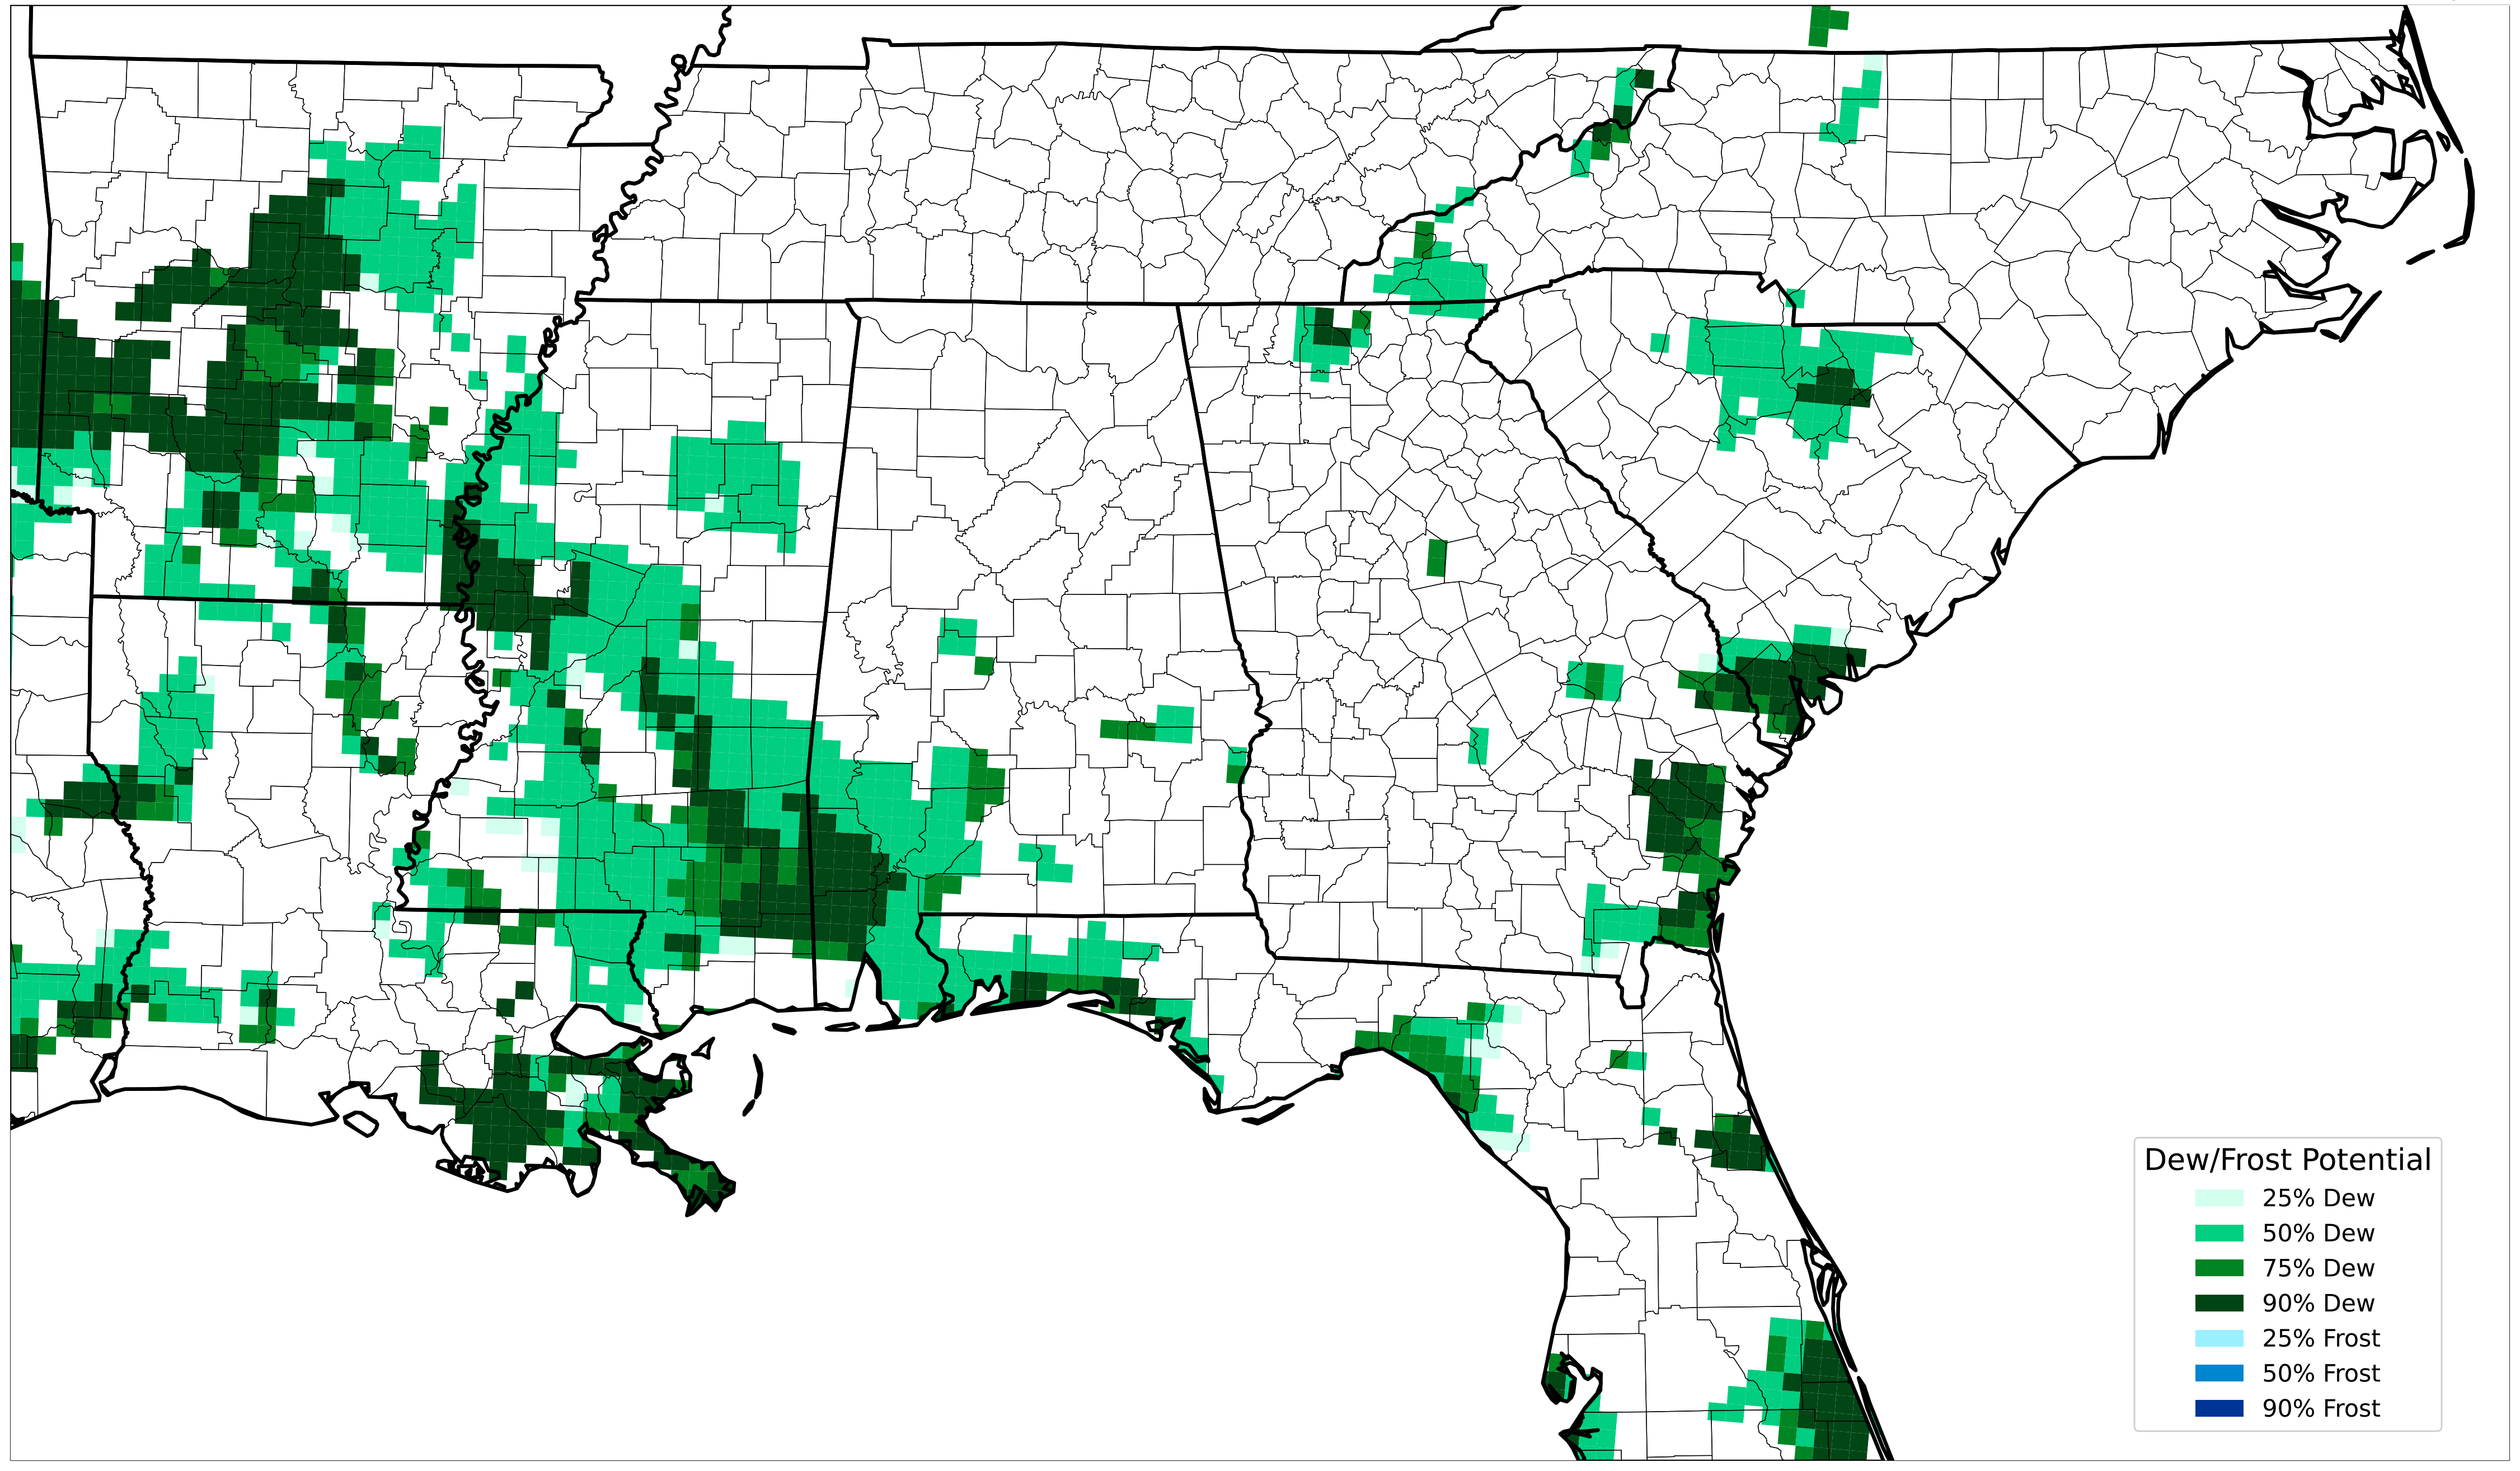 Dew/Frost Potential
25% Dew
50% Dew
75% Dew
90% Dew
25% Frost
50% Frost
90% Frost